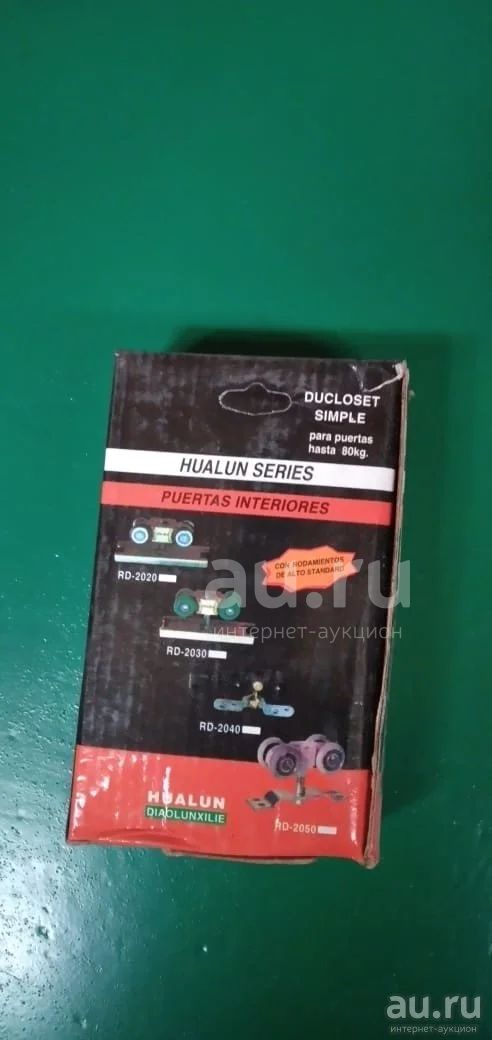 DUCLOSET
SIMPLE
para puertas
hasta 80kg.
HUALUN SERIES
PUERTAS INTERIORES
CON RODAMIENTOS
DE ALTO STANDARD
RD-2020
RD-2030
RD-2040
RD-2050
HUALUN
DIAOLUNXILIE
au.ru
интернет-аукцион
au.ru
интернет-аукцион